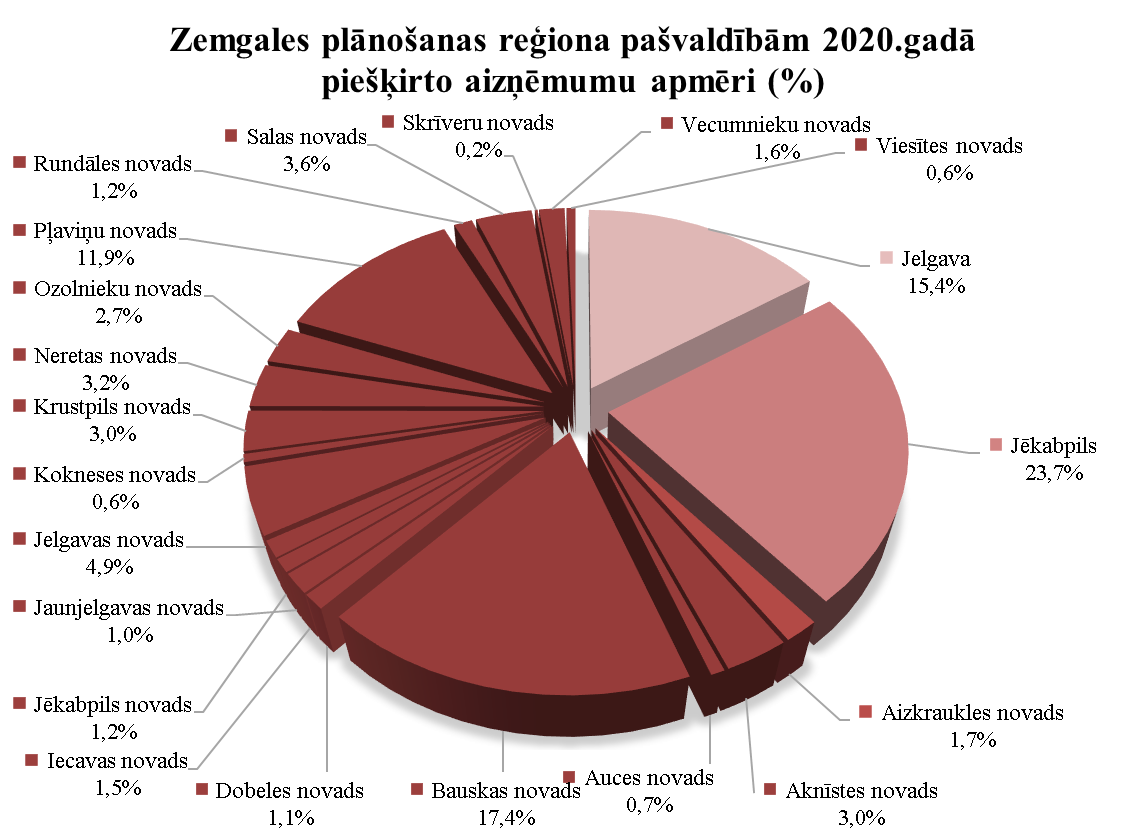 Zemgales plānošanas reģiona pašvaldībām 2020.gadā
piešķirto aizņēmumu apmēri (%)
Jelgava
15,4%
Jēkabpils
23,7%
Aizkraukles novads
1,7%
Aknīstes novads
3,0%
Auces novads
0,7%
Bauskas novads
17,4%
Dobeles novads
1,1%
Iecavas novads
1,5%
Jēkabpils novads
1,2%
Jaunjelgavas novads
1,0%
Jelgavas novads
4,9%
Kokneses novads
0,6%
Krustpils novads
3,0%
Neretas novads
3,2%
Ozolnieku novads
2,7%
Pļaviņu novads
11,9%
Rundāles novads
1,2%
Salas novads
3,6%
Skrīveru novads
0,2%
Vecumnieku novads
1,6%
Viesītes novads
0,6%